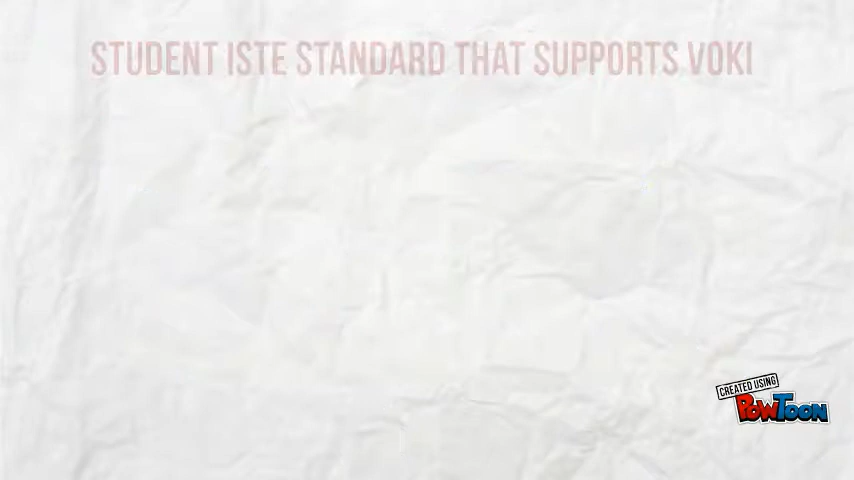 STUDENT ISTE STANDARD THAT SUPPORTS VOKI
CREATED USING
POWTOON